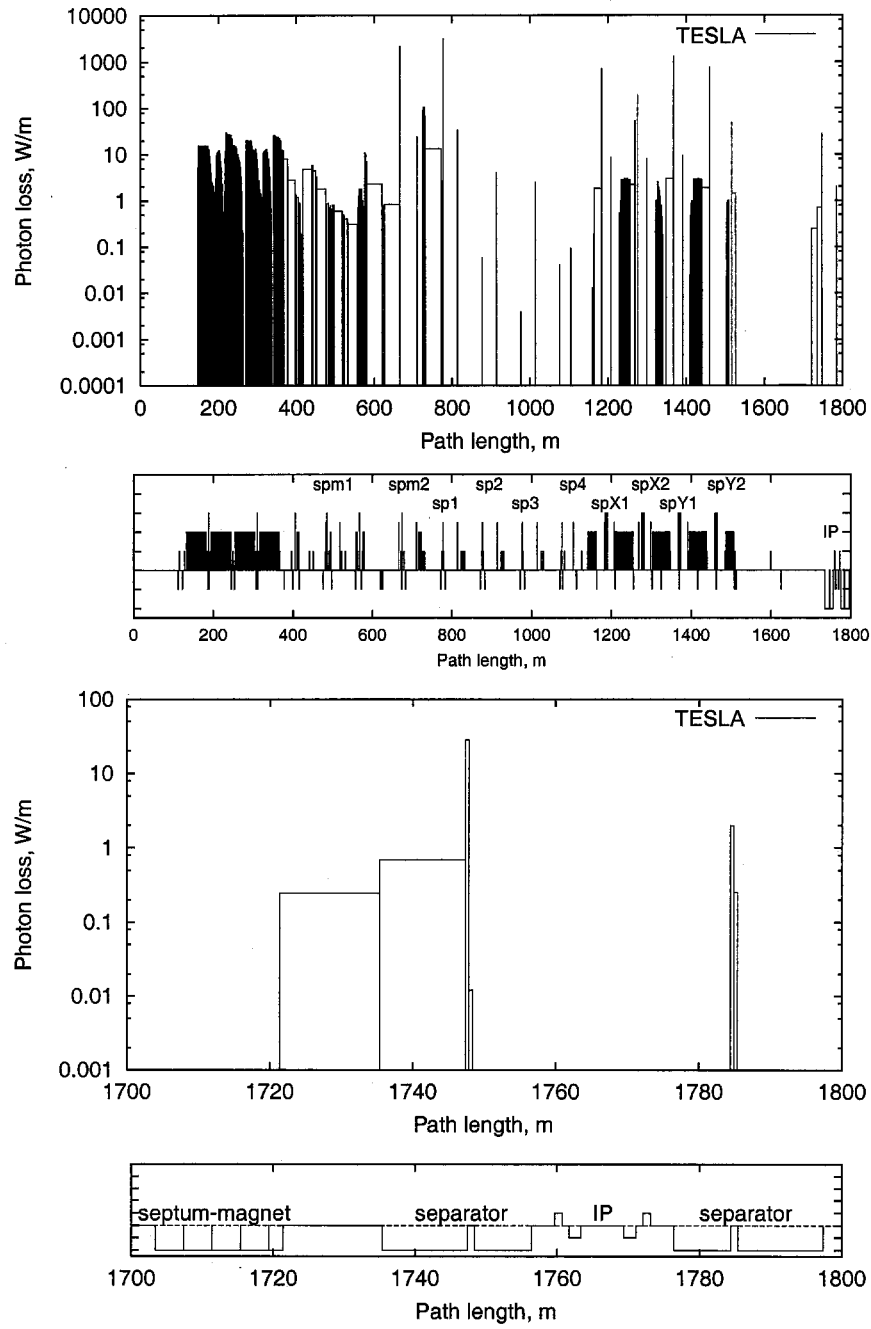 10000
1000
100
10
1
0.1
0.01
0.001
0.0001
Photon loss, W/m
TESLA
0 200 400 600 800 1000 1200 1400 1600 1800
Path length, m
spm1 spm2 sp2 sp4 spX2 spY2
sp1 sp3 spX1 spY1
IP
0 200 400 600 800 1000 1200 1400 1600 1800
Path length, m
100
10
1
0.1
0.01
0.001
Photon loss, W/m
TESLA
1700 1720 1740 1760 1780 1800
Path length, m
septum-magnet separator IP separator
1700 1720 1740 1760 1780 1800
Path length, m